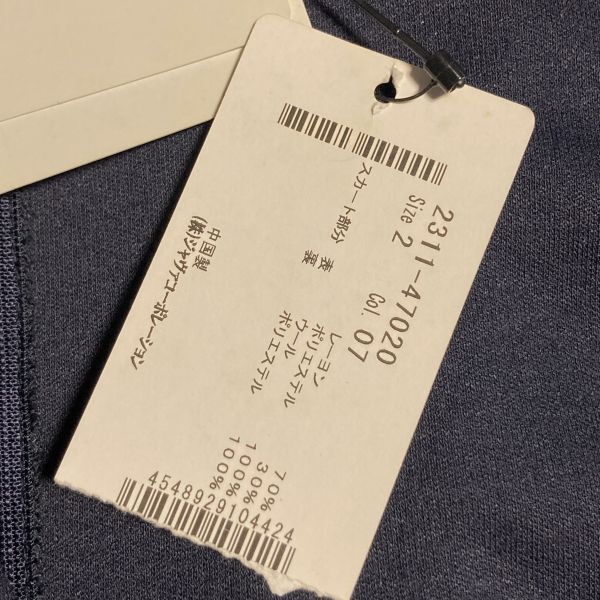 2311-47020
Size 2 Col. 07
レーヨン 70%
ポリエステル 30%
スカート部分 表 ウール 100%
裏 ポリエステル 100%
中国製
(株)ジャヴァコーポレーション
4548929104424